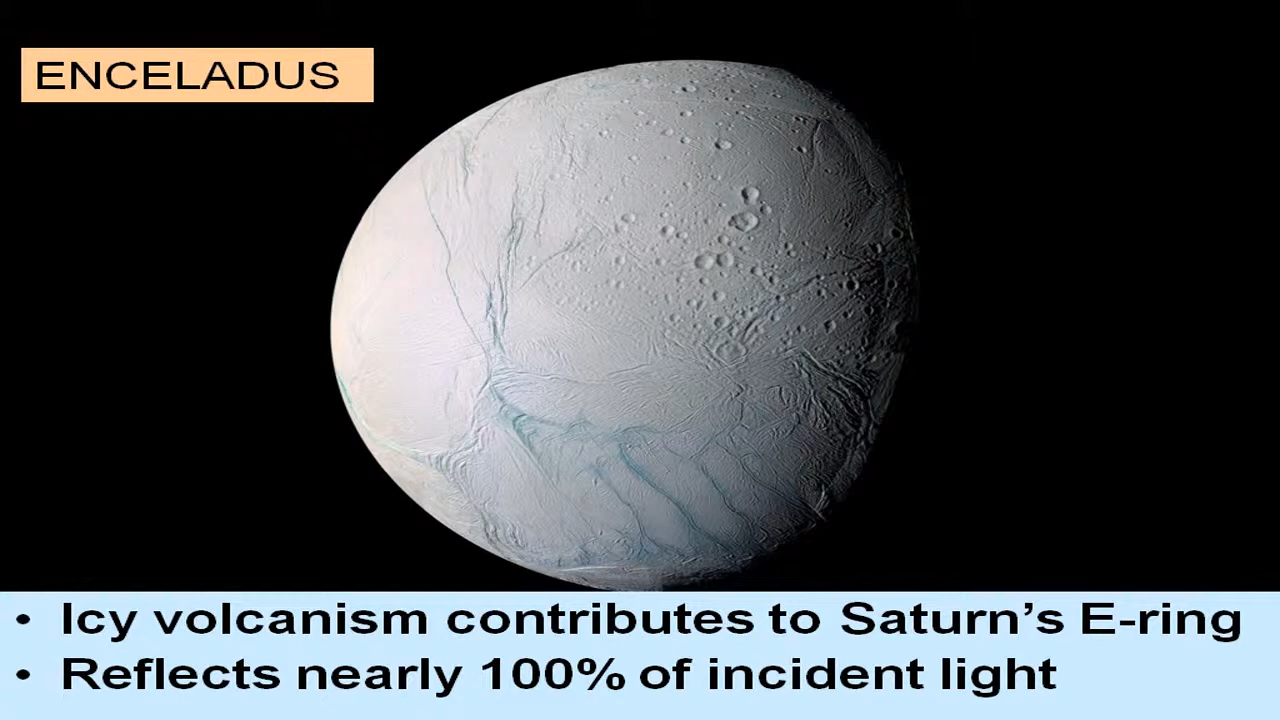 ENCELADUS
• Icy volcanism contributes to Saturn’s E-ring
• Reflects nearly 100% of incident light